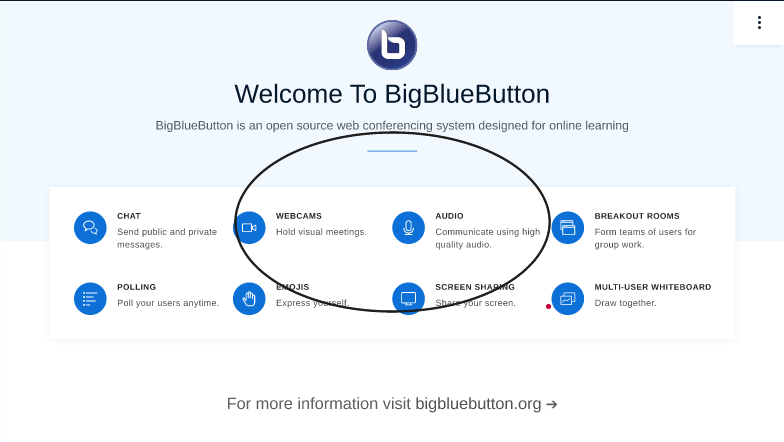 Welcome To BigBlueButton
BigBlueButton is an open source web conferencing system designed for online learning
CHAT
Send public and private
messages.
WEBCAMS
Hold visual meetings.
AUDIO
Communicate using high
quality audio.
BREAKOUT ROOMS
Form teams of users for
group work.
POLLING
Poll your users anytime.
EMOJIS
Express yourself.
SCREEN SHARING
Share your screen.
MULTI-USER WHITEBOARD
Draw together.
For more information visit bigbluebutton.org →